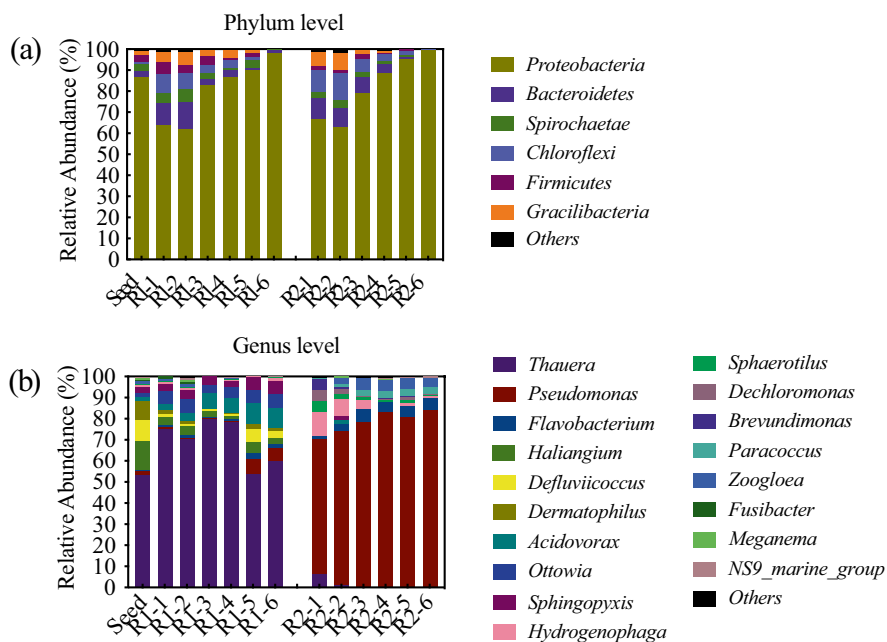 Phylum level
(a)
Relative Abundance (%)
100
90
80
70
60
50
40
30
20
10
0
Seed
R1-1
R1-2
R1-3
R1-4
R1-5
R1-6
R2-1
R2-2
R2-3
R2-4
R2-5
R2-6
Proteobacteria
Bacteroidetes
Spirochaetae
Chloroflexi
Firmicutes
Gracilibacteria
Others
Genus level
(b)
Relative Abundance (%)
100
90
80
70
60
50
40
30
20
10
0
Seed
R1-1
R1-2
R1-3
R1-4
R1-5
R1-6
R2-1
R2-2
R2-3
R2-4
R2-5
R2-6
Thauera
Pseudomonas
Flavobacterium
Haliangium
Defluviicoccus
Dermatophilus
Acidovorax
Ottowia
Sphingopyxis
Hydrogenophaga
Sphaerotilus
Dechloromonas
Brevundimonas
Paracoccus
Zoogloea
Fusibacter
Meganema
NS9_marine_group
Others